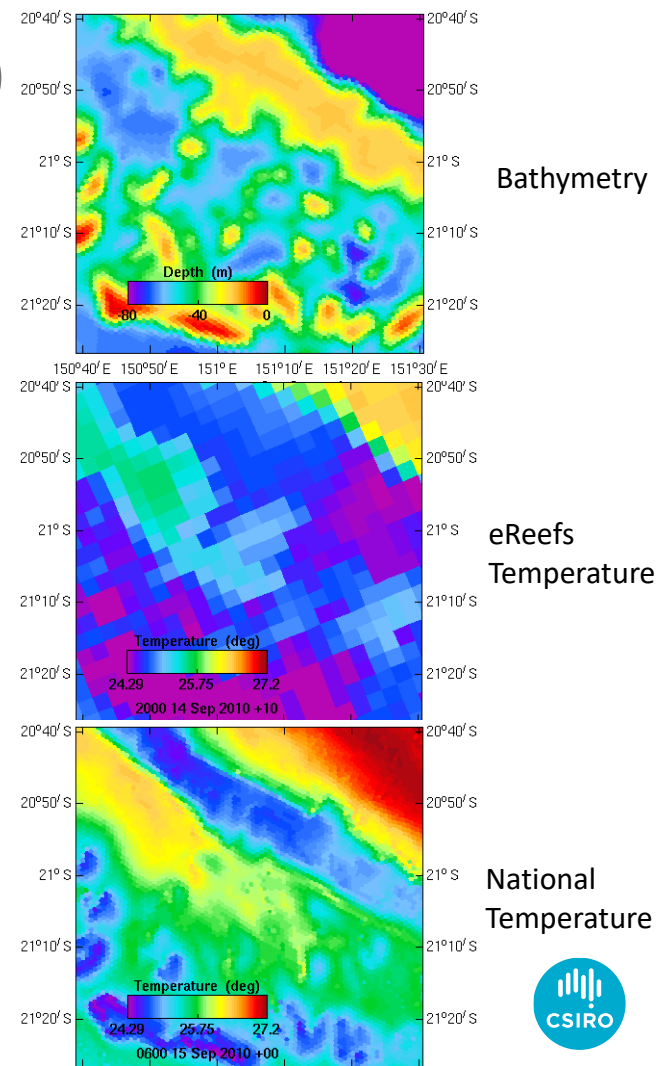 20°40′ S 20°40′ S
20°50′ S 20°50′ S
21° S 21° S
Bathymetry
21°10′ S 21°10′ S
Depth (m)
21°20′ S 21°20′ S
-80 -40 0
150°40′ E 150°50′ E 151° E 151°10′ E 151°20′ E 151°30′ E
20°40′ S 20°40′ S
20°50′ S 20°50′ S
21° S 21° S
eReefs
Temperature
21°10′ S 21°10′ S
Temperature (deg)
21°20′ S 21°20′ S
24.29 25.75 27.2
2000 14 Sep 2010 +10
20°40′ S 20°40′ S
20°50′ S 20°50′ S
21° S 21° S
National
Temperature
21°10′ S 21°10′ S
Temperature (deg)
21°20′ S 21°20′ S
24.29 25.75 27.2
0600 15 Sep 2010 +00
CSIRO